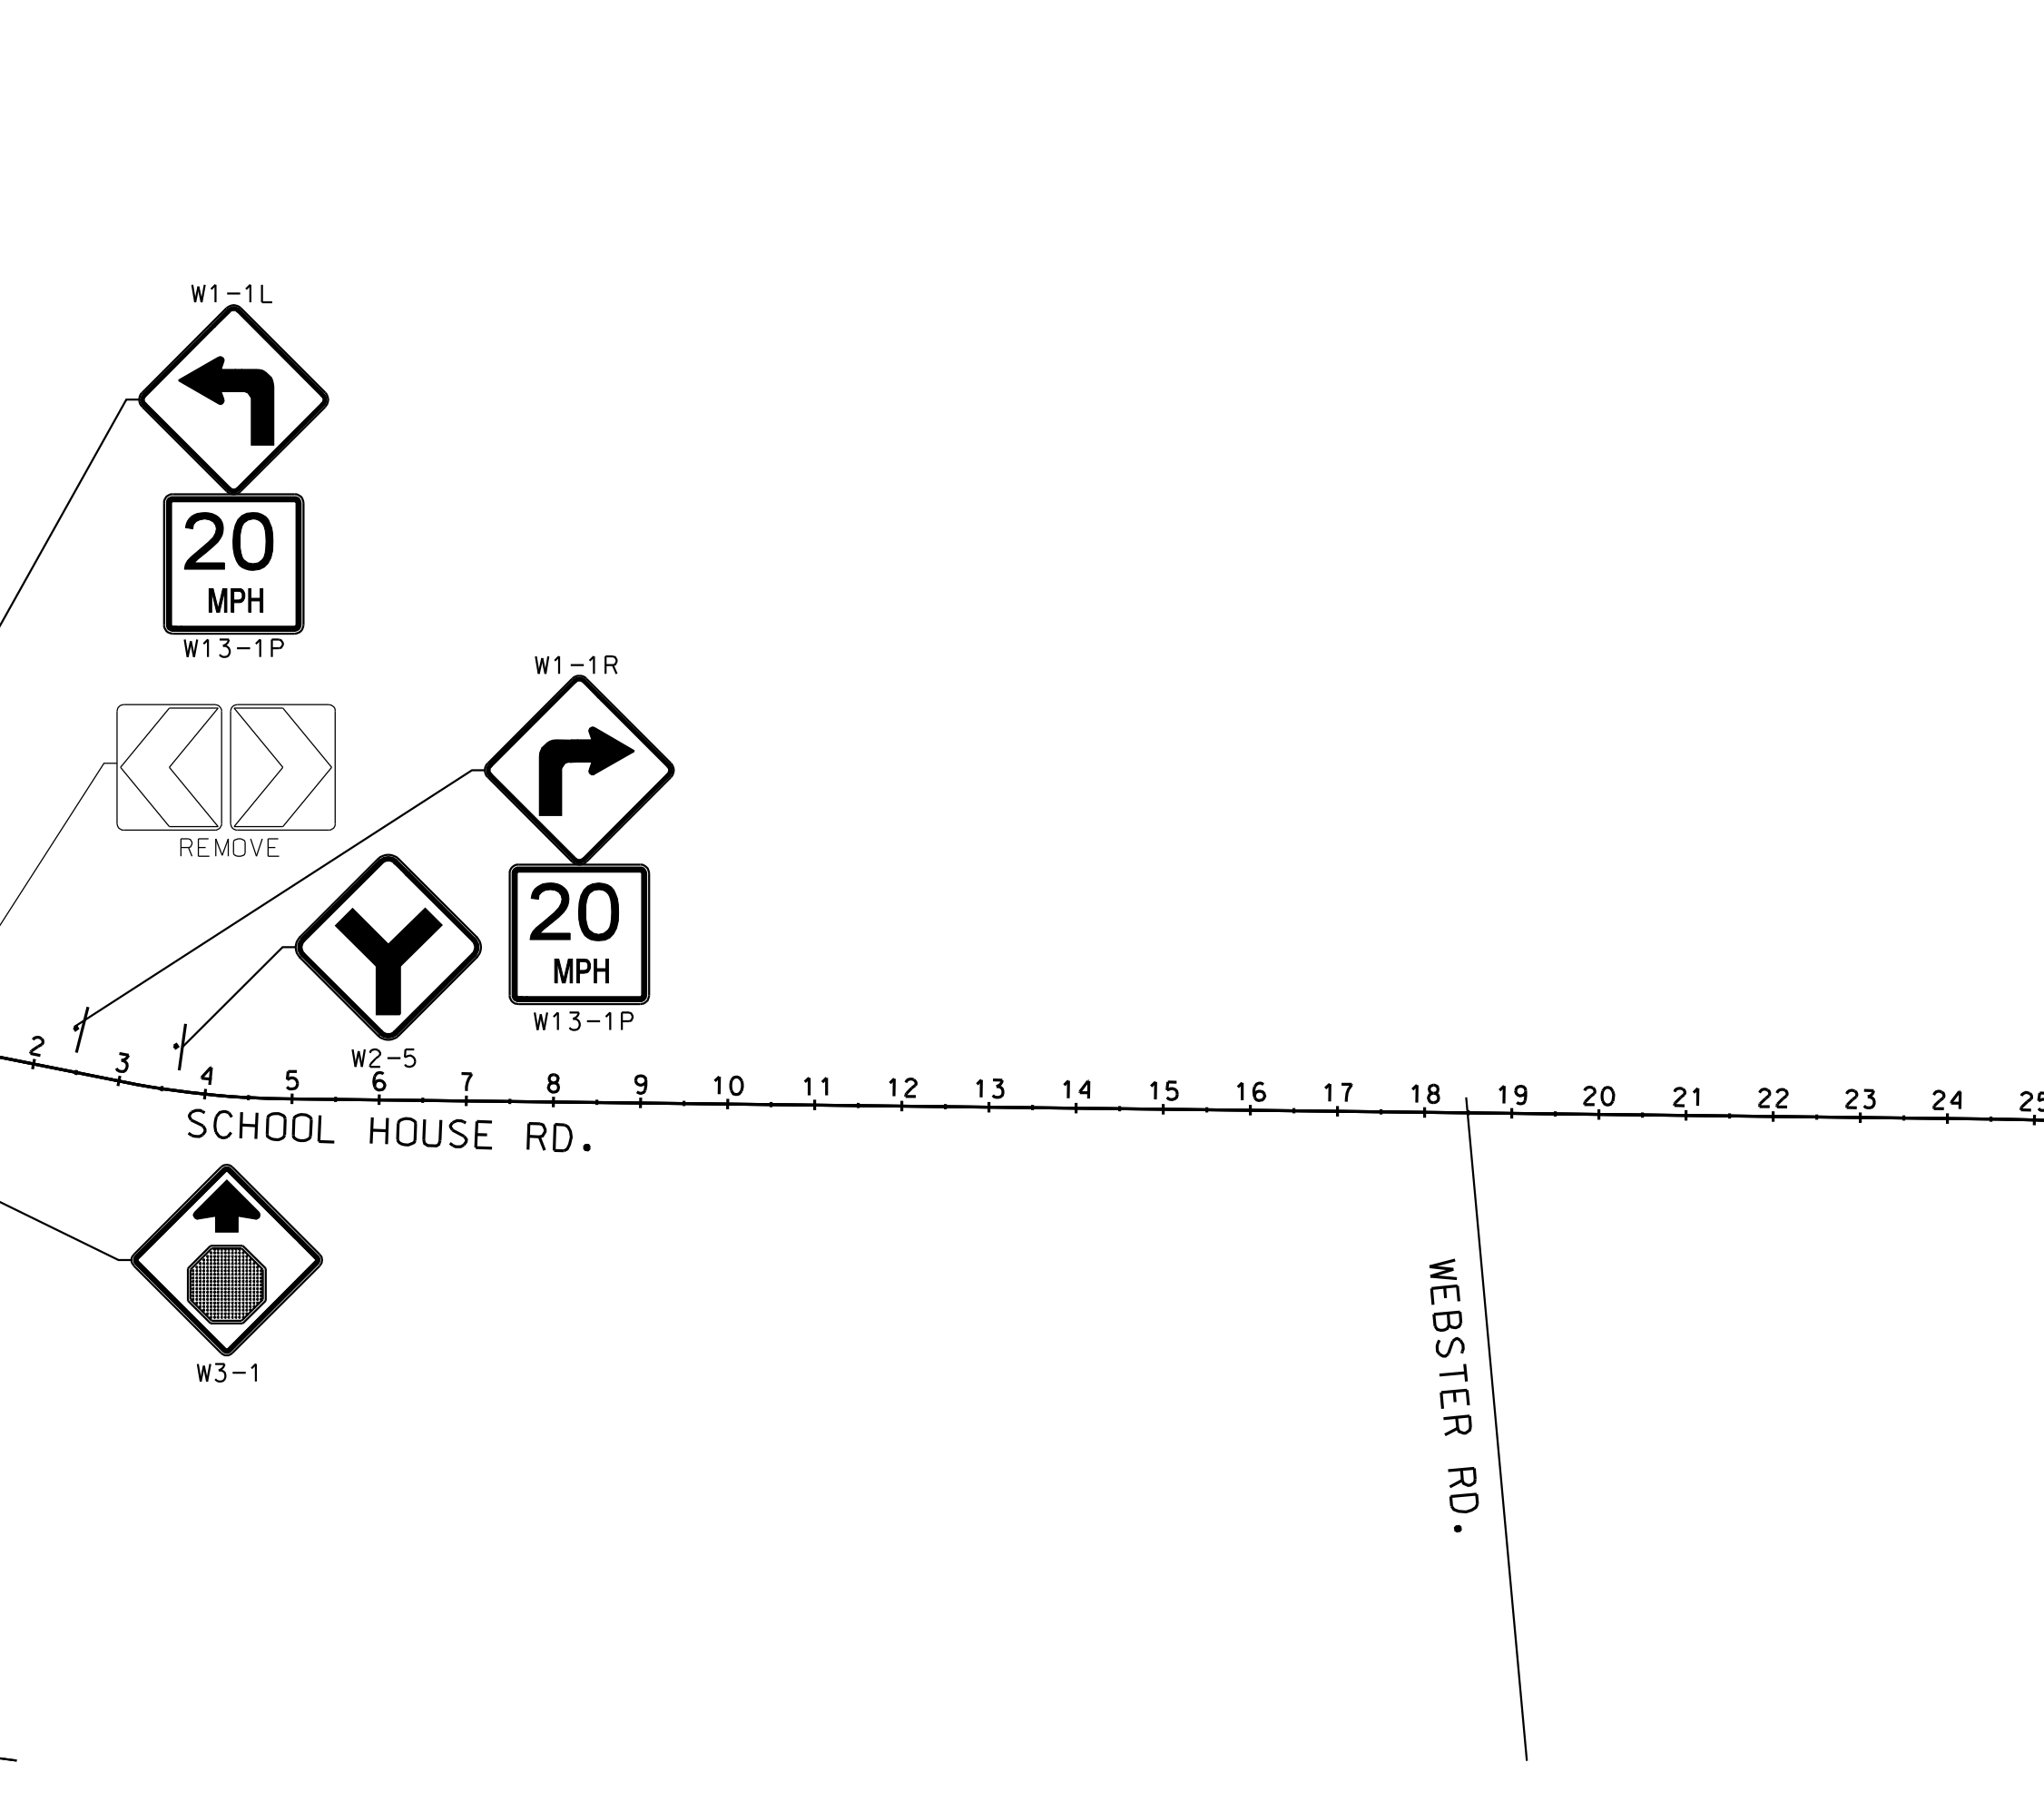 W1-1L
20
MPH
W13-1P
W1-1R
20
MPH
W13-1P
REMOVE
W2-5
2 3 4 5 6 7 8 9 10 11 12 13 14 15 16 17 18 19 20 21 22 23 24 25
SCHOOL HOUSE RD.
W3-1
WEBSTER RD.